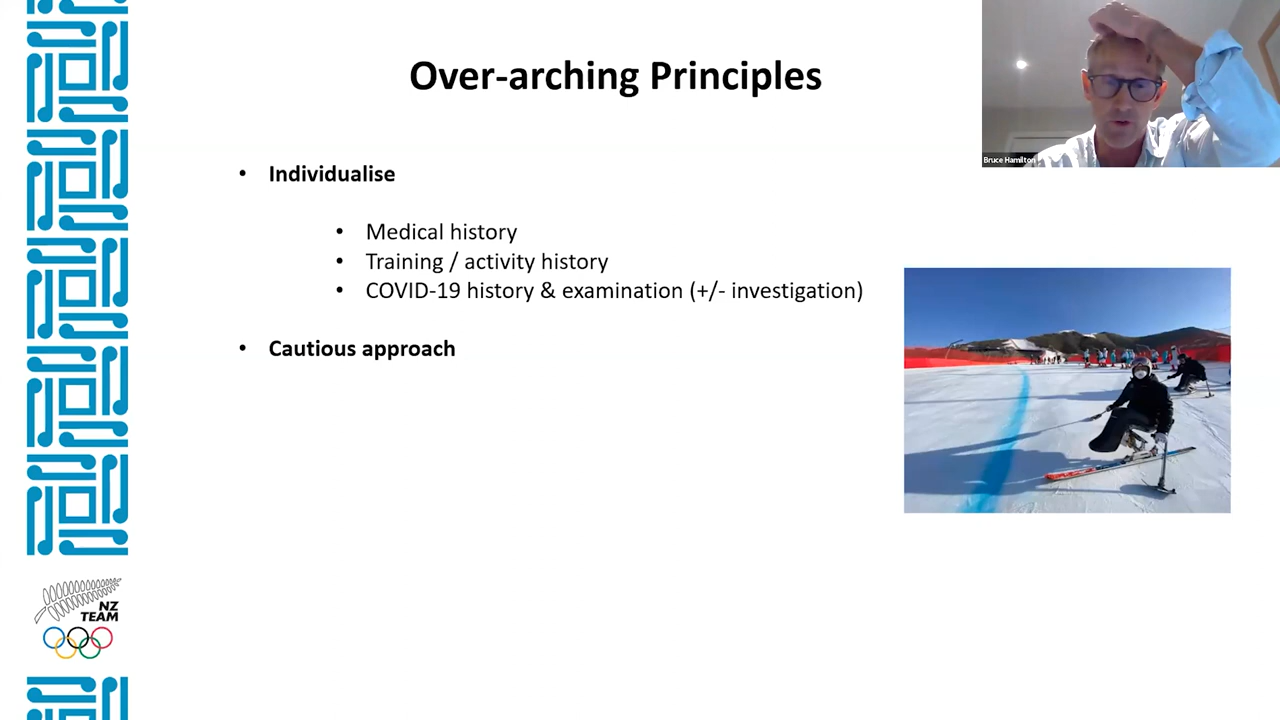 Over-arching Principles
Bruce Hamilton
• Individualise
• Medical history
• Training / activity history
• COVID-19 history & examination (+/- investigation)
• Cautious approach
NZ
TEAM